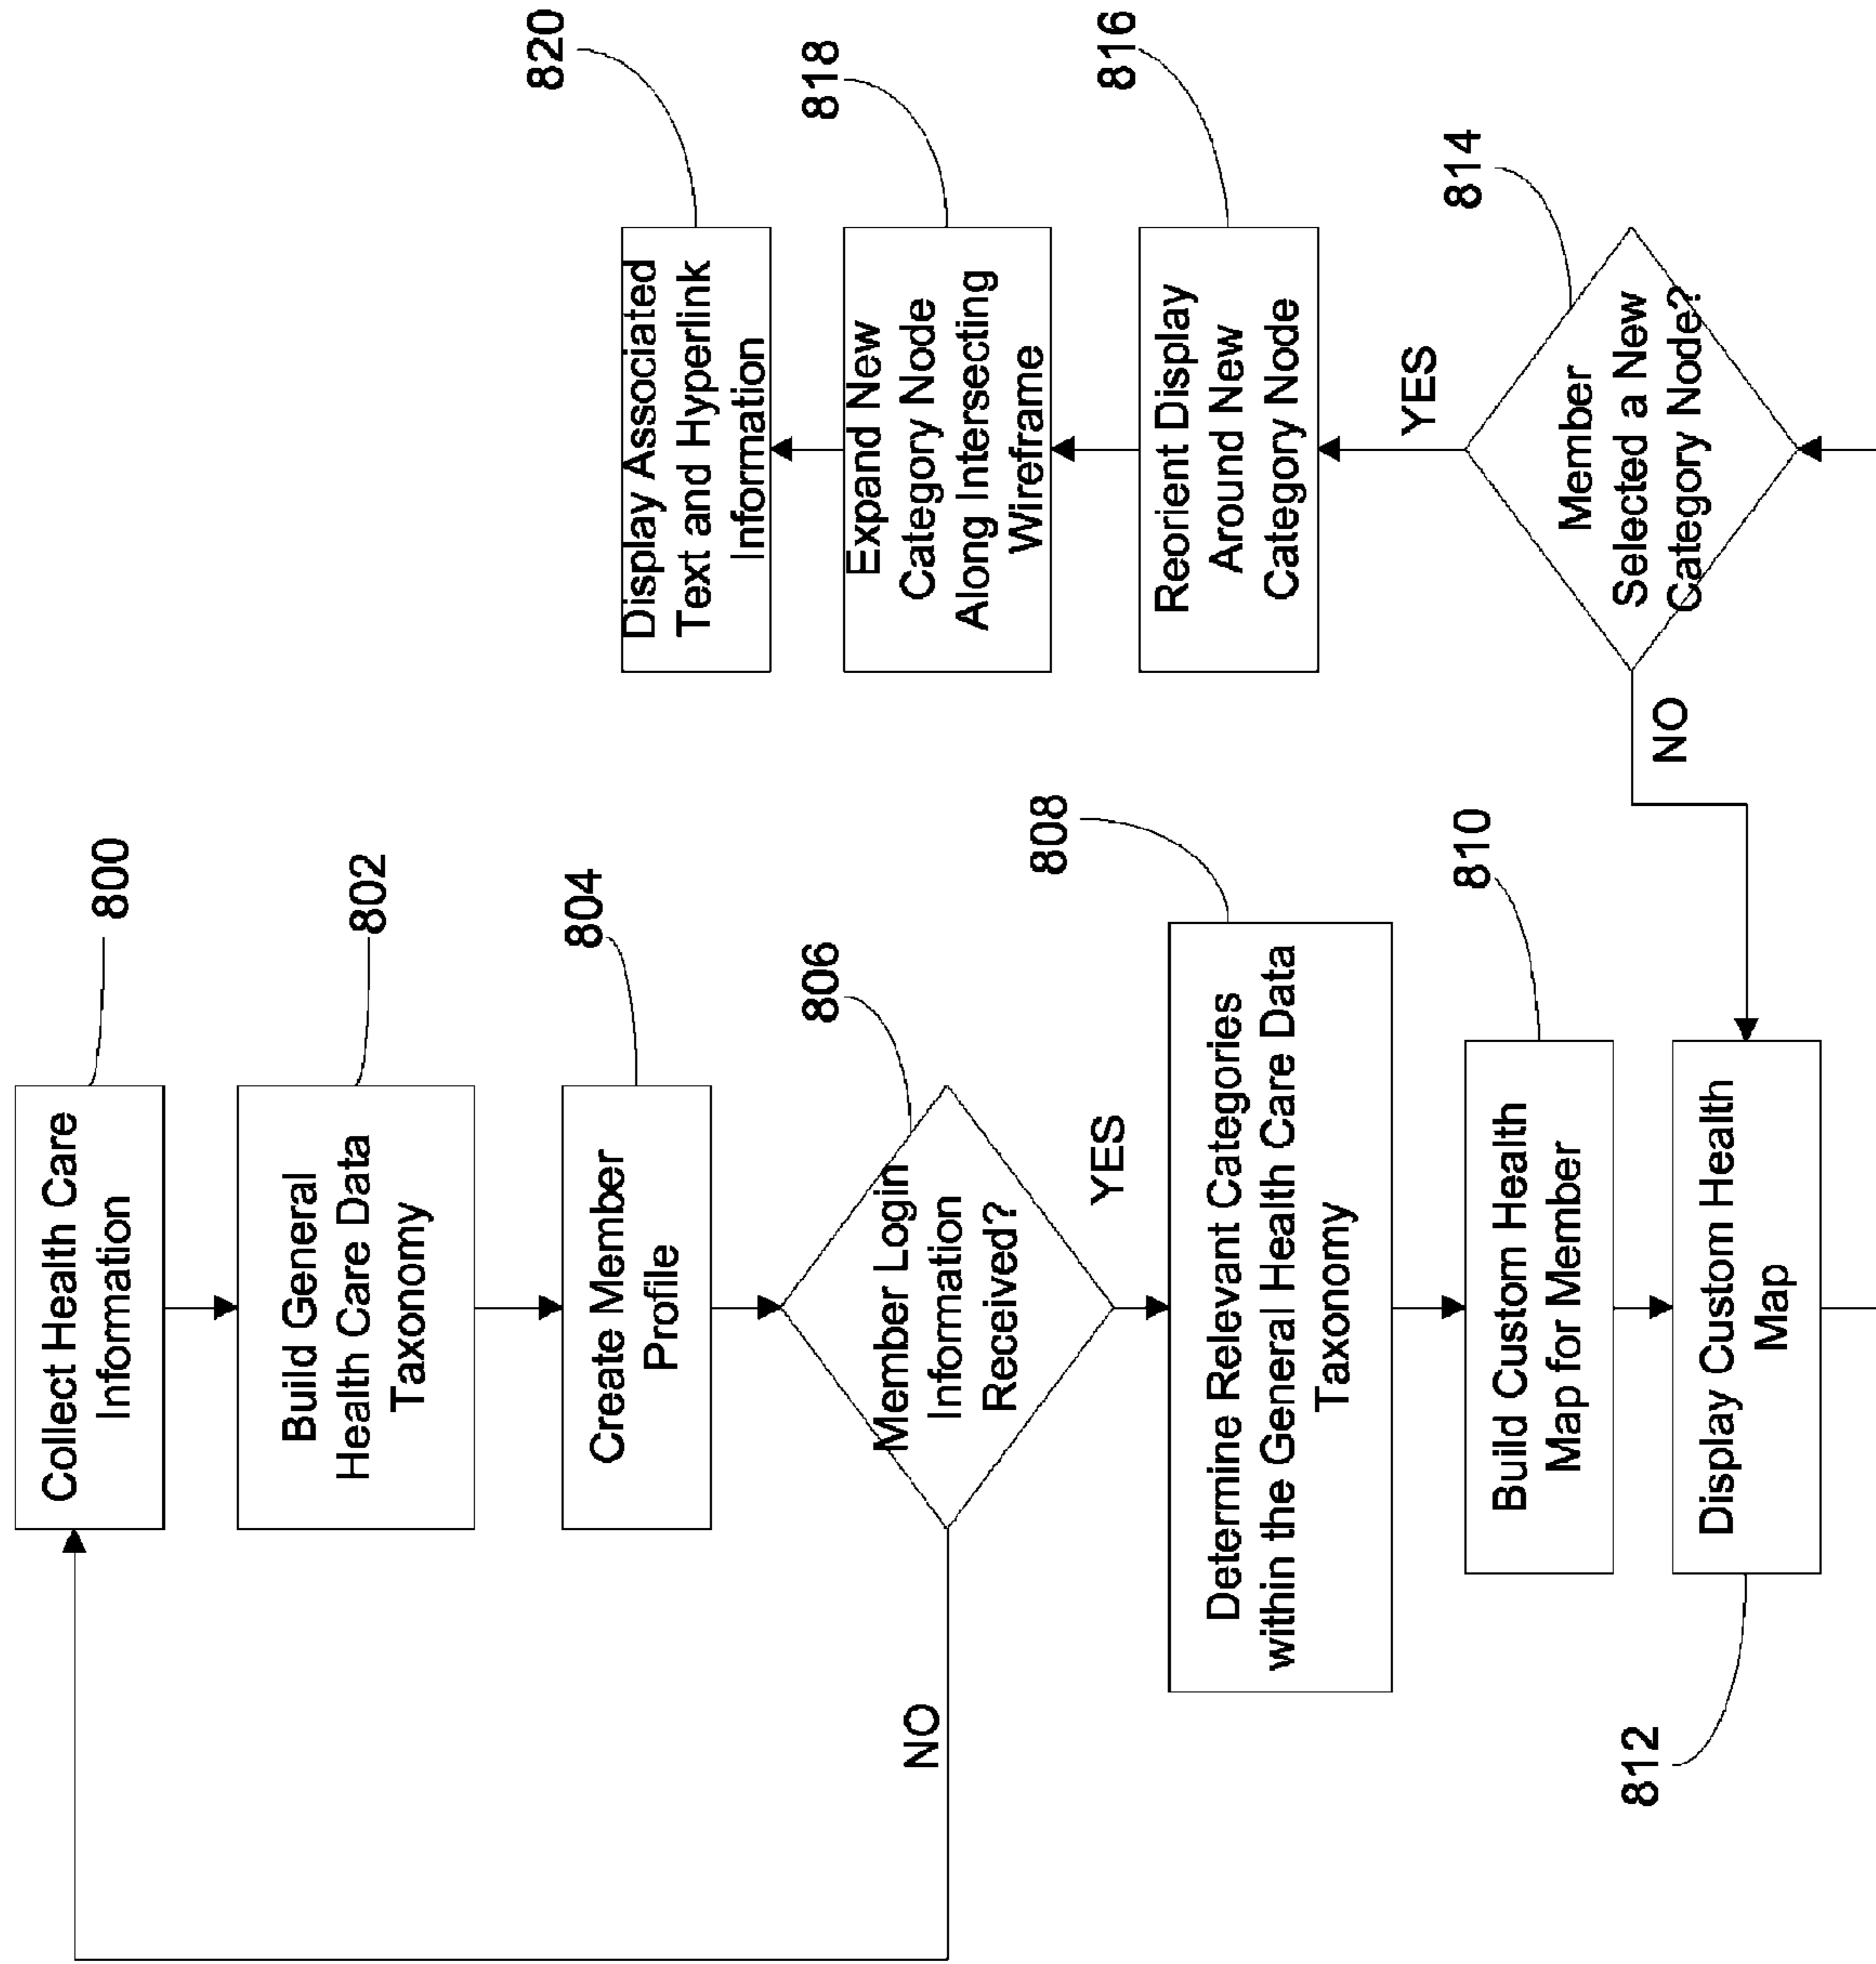 Collect Health Care
Information
800
Build General
Health Care Data
Taxonomy
802
Create Member
Profile
804
Member Login
Information
Received?
806
NO
YES
Determine Relevant Categories
within the General Health Care Data
Taxonomy
808
Build Custom Health
Map for Member
810
Display Custom Health
Map
812
Member
Selected a New
Category Node?
814
NO
YES
Reorient Display
Around New
Category Node
816
Expand New
Category Node
Along Intersecting
Wireframe
818
Display Associated
Text and Hyperlink
Information
820